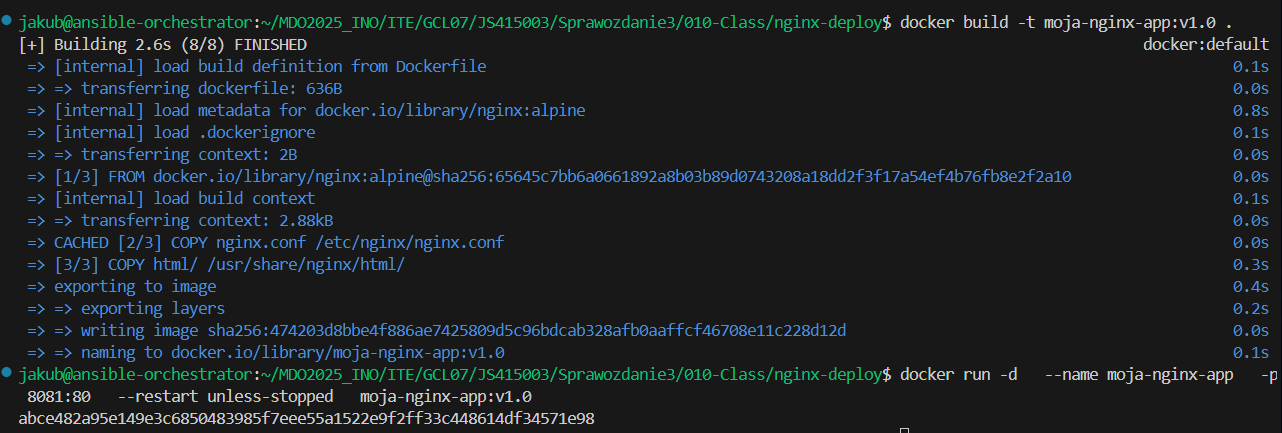 jakub@ansible-orchestrator:~/MDO2025_INO/ITE/GCL07/JS415003/Sprawozdanie3/010-Class/nginx-deploy$ docker build -t moja-nginx-app:v1.0 .
[+] Building 2.6s (8/8) FINISHED docker:default
=> [internal] load build definition from Dockerfile 0.1s
=> => transferring dockerfile: 636B 0.0s
=> [internal] load metadata for docker.io/library/nginx:alpine 0.8s
=> [internal] load .dockerignore 0.1s
=> => transferring context: 2B 0.0s
=> [1/3] FROM docker.io/library/nginx:alpine@sha256:65645c7bb6a0661892a8b03b89d0743208a18dd2f3f17a54ef4b76fb8e2f2a10 0.0s
=> [internal] load build context 0.1s
=> => transferring context: 2.88kB 0.0s
=> CACHED [2/3] COPY nginx.conf /etc/nginx/nginx.conf 0.0s
=> [3/3] COPY html/ /usr/share/nginx/html/ 0.3s
=> exporting to image 0.4s
=> => exporting layers 0.2s
=> => writing image sha256:474203d8bbe4f886ae7425809d5c96bdcab328afb0aaffcf46708e11c228d12d 0.0s
=> => naming to docker.io/library/moja-nginx-app:v1.0 0.1s
jakub@ansible-orchestrator:~/MDO2025_INO/ITE/GCL07/JS415003/Sprawozdanie3/010-Class/nginx-deploy$ docker run -d --name moja-nginx-app -p
8081:80 --restart unless-stopped moja-nginx-app:v1.0
abce482a95e149e3c6850483985f7eee55a1522e9f2ff33c448614df34571e98